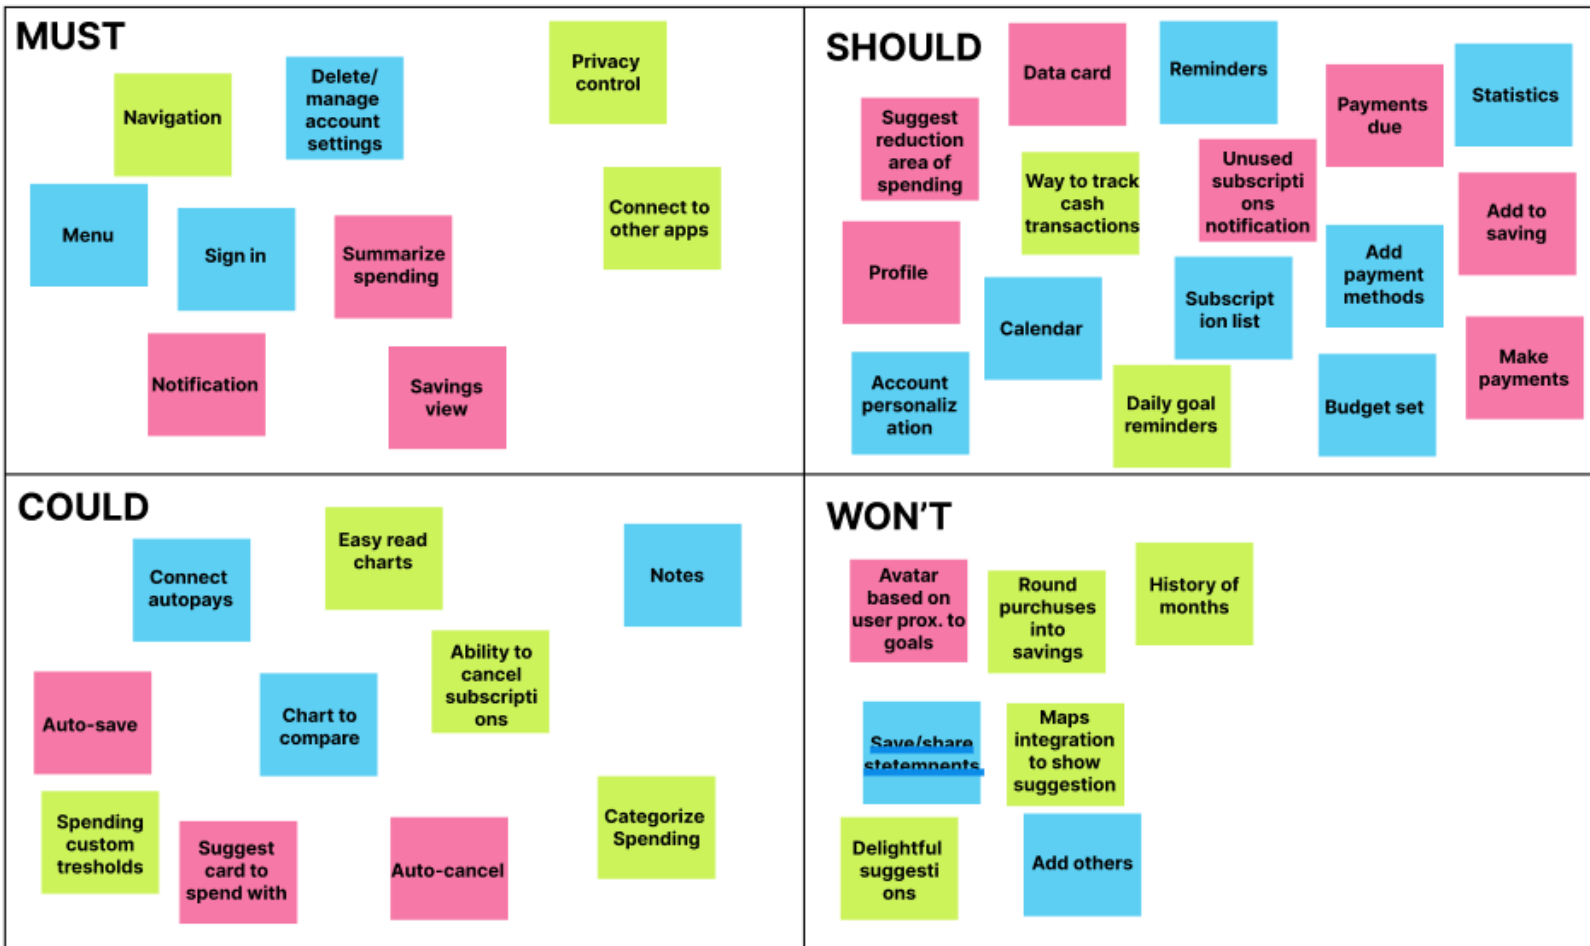 MUST
Navigation
Delete/
manage
account
settings
Privacy
control
Menu
Sign in
Summarize
spending
Connect to
other apps
Notification
Savings
view
SHOULD
Data card
Reminders
Payments
due
Statistics
Suggest
reduction
area of
spending
Way to track
cash
transactions
Unused
subscripti
ons
notification
Add to
saving
Profile
Calendar
Subscript
ion list
Add
payment
methods
Make
payments
Account
personaliz
ation
Daily goal
reminders
Budget set
COULD
Connect
autopays
Easy read
charts
Notes
Auto-save
Chart to
compare
Ability to
cancel
subscripti
ons
Spending
custom
tresholds
Suggest
card to
spend with
Auto-cancel
Categorize
Spending
WON'T
Avatar
based on
user prox. to
goals
Round
purchuses
into
savings
History of
months
Save/share
stetempents
Maps
integration
to show
suggestion
Delightful
suggesti
ons
Add others